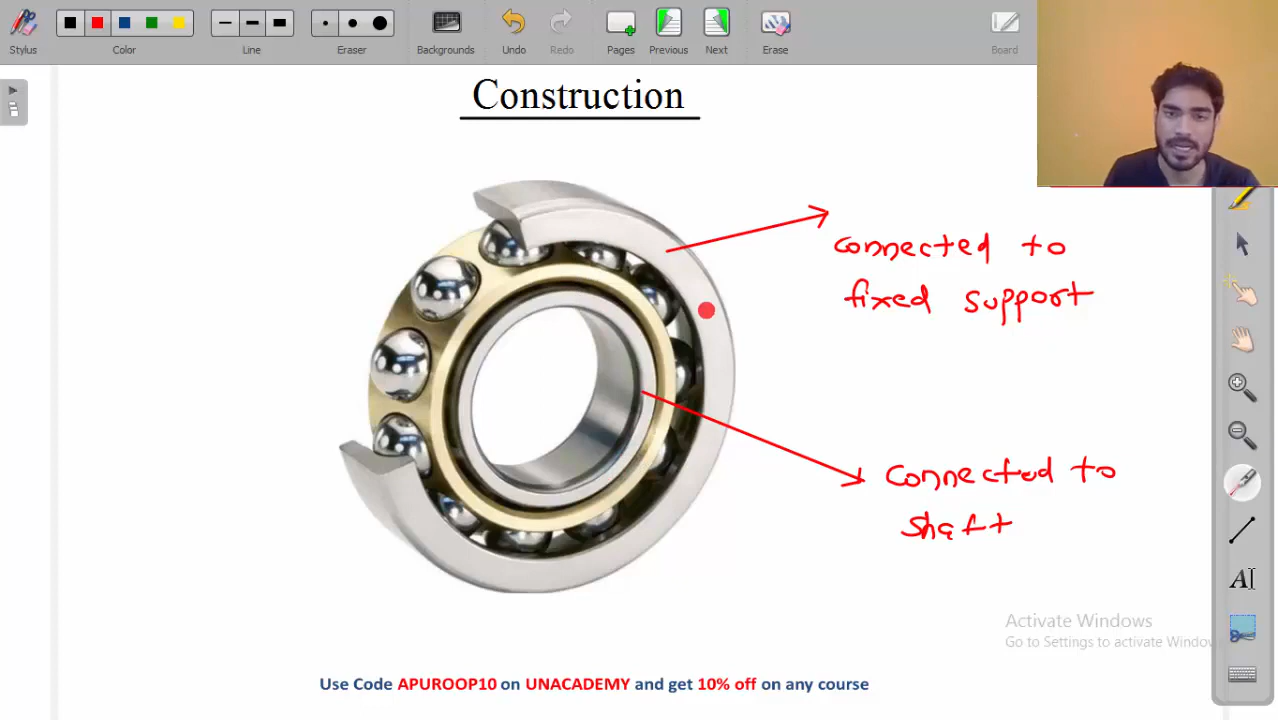 Stylus
Color
Line
Eraser
Backgrounds
Undo
Redo
Pages
Previous
Next
Erase
Board
Construction
connected to
fixed support
Connected to
shaft
AI
Activate Windows
Go to Settings to activate Windows
Use Code APUROOP10 on UNACADEMY and get 10% off on any course